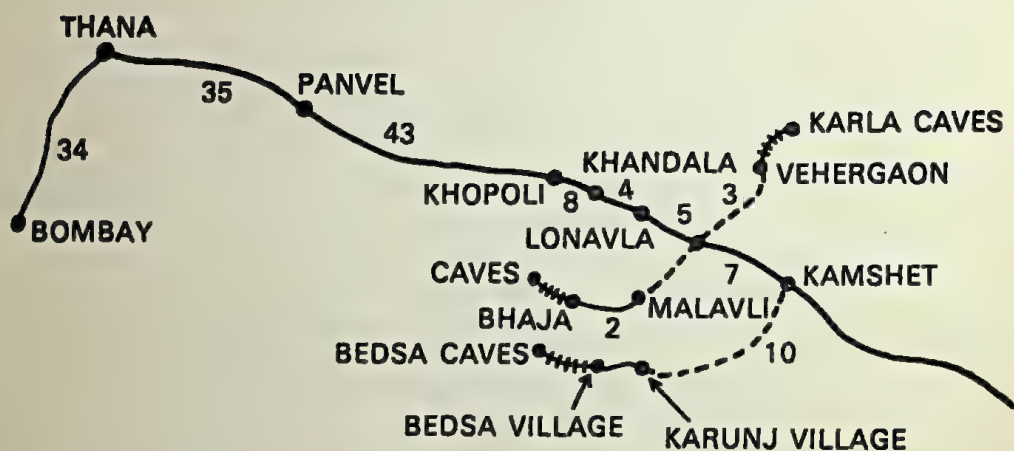 THANA
35
PANVEL
43
34
KARLA CAVES
KHANDALA
VEHERGAON
KHOPOLI
8
4
3
BOMBAY
LONAVLA
5
CAVES
7
KAMSHET
BHAJA
2
MALAVLI
BEDSA CAVES
10
BEDSA VILLAGE
KARUNJ VILLAGE